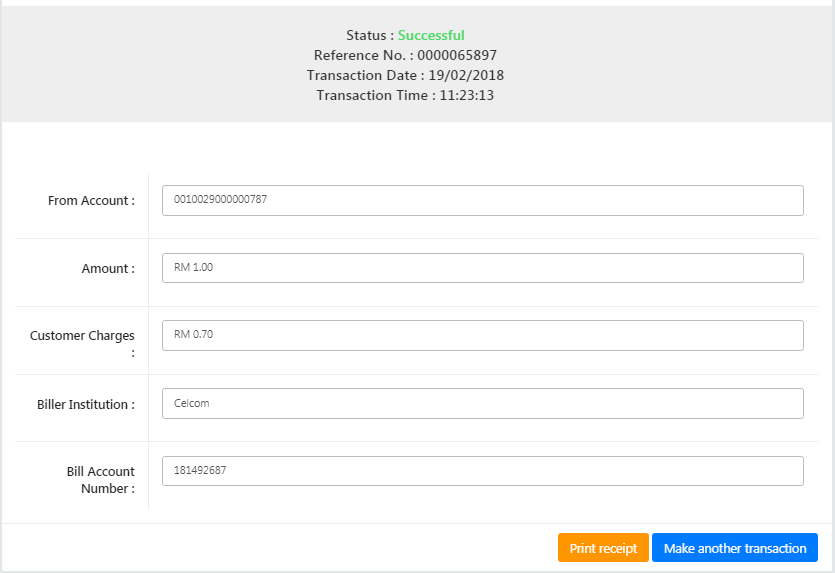 Status : Successful
Reference No. : 0000065897
Transaction Date : 19/02/2018
Transaction Time : 11:23:13
From Account :
0010029000000787
Amount :
RM 1.00
Customer Charges
:
RM 0.70
Biller Institution :
Celcom
Bill Account
Number :
181492687
Print receipt
Make another transaction